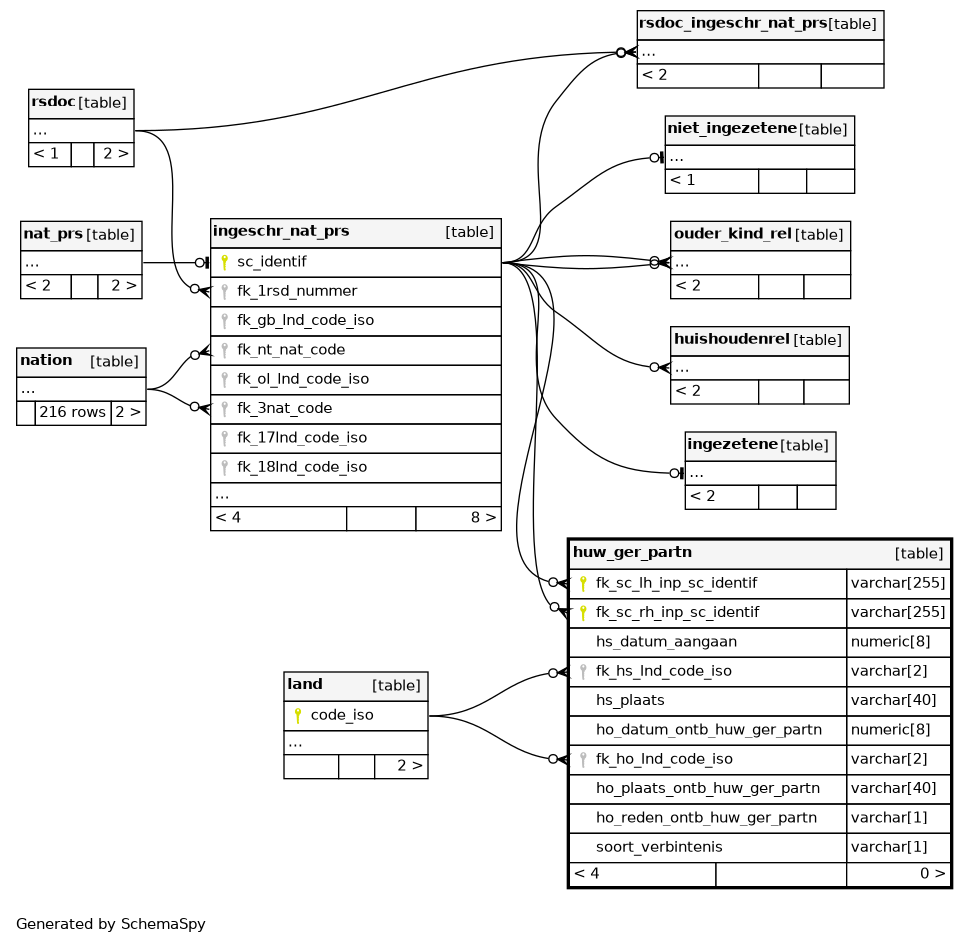 rsdoc_ingeschr_nat_prs [table]
...
< 2
rsdoc [table]
...
< 1 2 >
niet_ingezetene [table]
...
< 1
nat_prs [table]
...
< 2 2 >
ingeschr_nat_prs [table]
sc_identif
fk_1rsd_nummer
fk_gb_lnd_code_iso
fk_nt_nat_code
fk_ol_lnd_code_iso
fk_3nat_code
fk_17lnd_code_iso
fk_18lnd_code_iso
...
< 4 8 >
ouder_kind_rel [table]
...
< 2
nation [table]
...
216 rows 2 >
huishoudenrel [table]
...
< 2
ingezetene [table]
...
< 2
huw_ger_partn [table]
fk_sc_lh_inp_sc_identif varchar[255]
fk_sc_rh_inp_sc_identif varchar[255]
hs_datum_aangaan numeric[8]
fk_hs_lnd_code_iso varchar[2]
hs_plaats varchar[40]
ho_datum_ontb_huw_ger_partn numeric[8]
fk_ho_lnd_code_iso varchar[2]
ho_plaats_ontb_huw_ger_partn varchar[40]
ho_reden_ontb_huw_ger_partn varchar[1]
soort_verbintenis varchar[1]
< 4 0 >
land [table]
code_iso
...
2 >
Generated by SchemaSpy